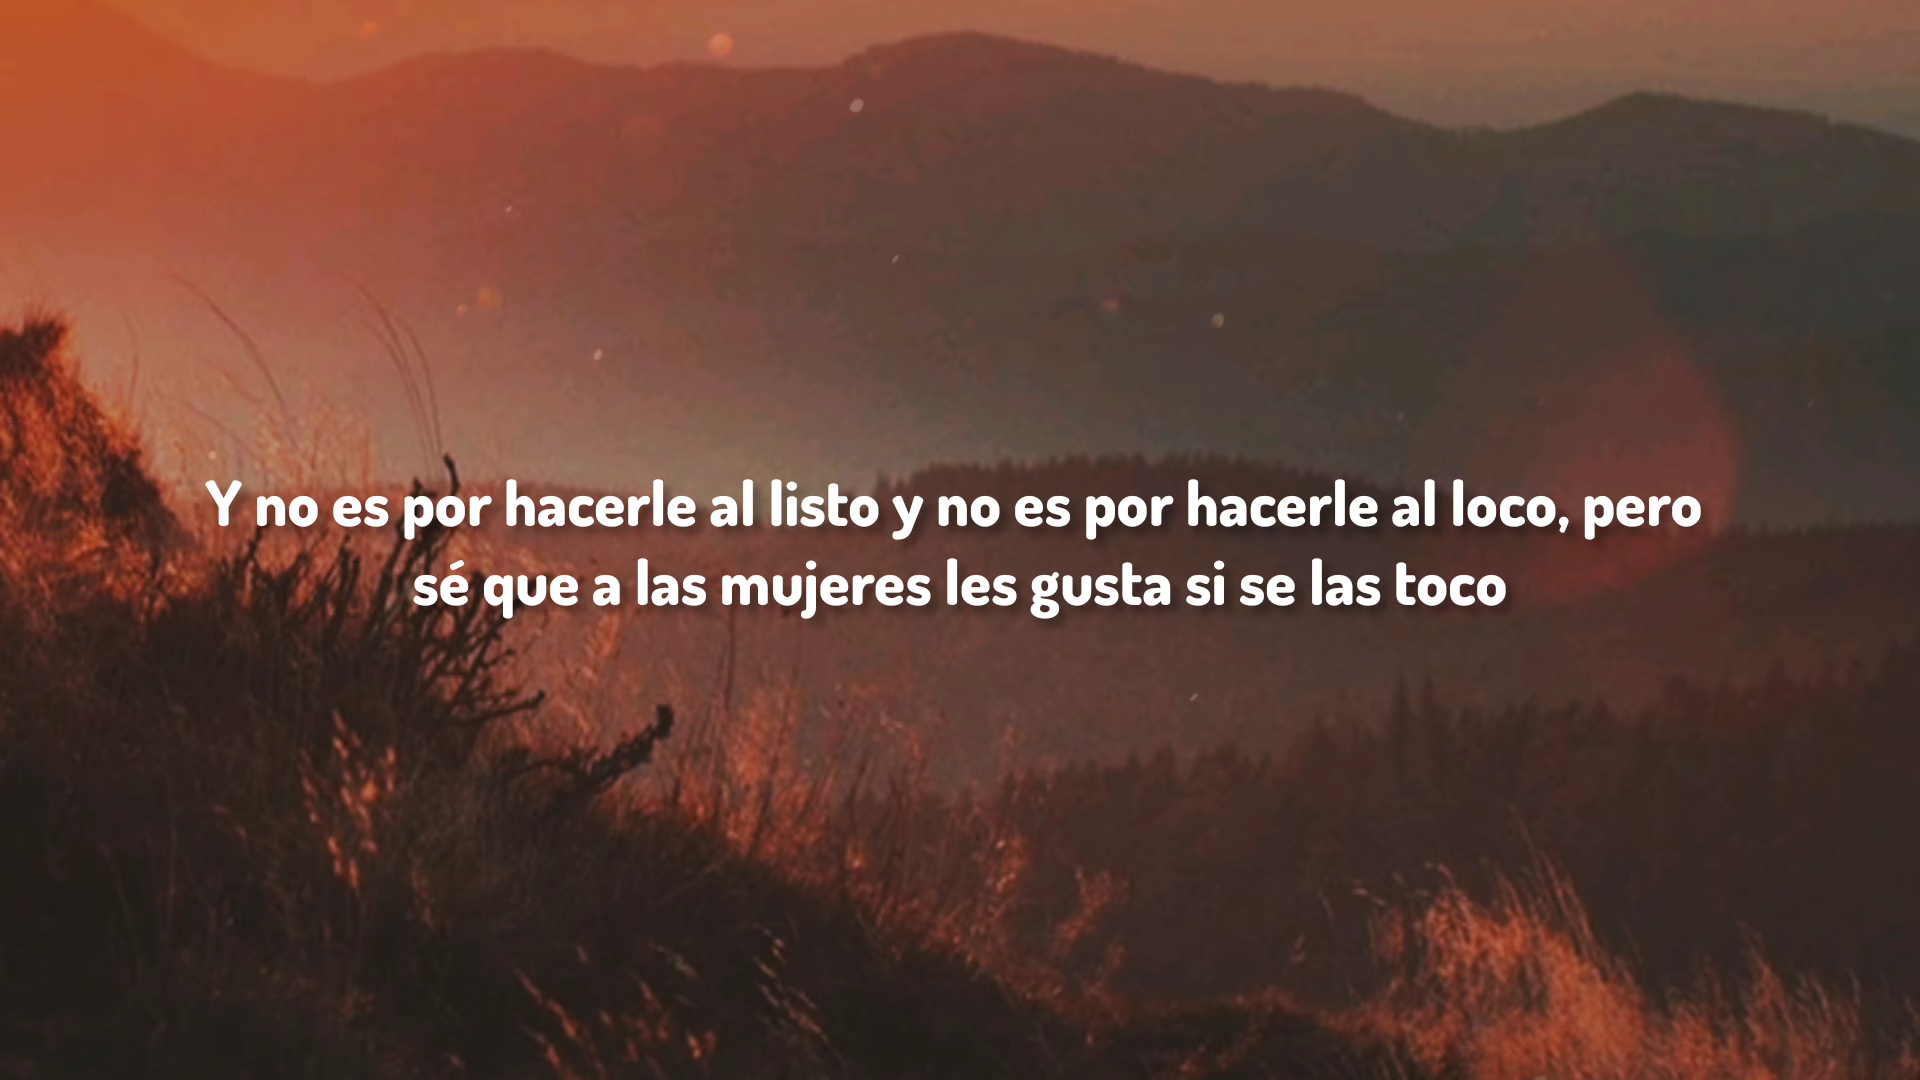 Y no es por hacerle al listo y no es por hacerle al loco, pero
sé que a las mujeres les gusta si se las toco